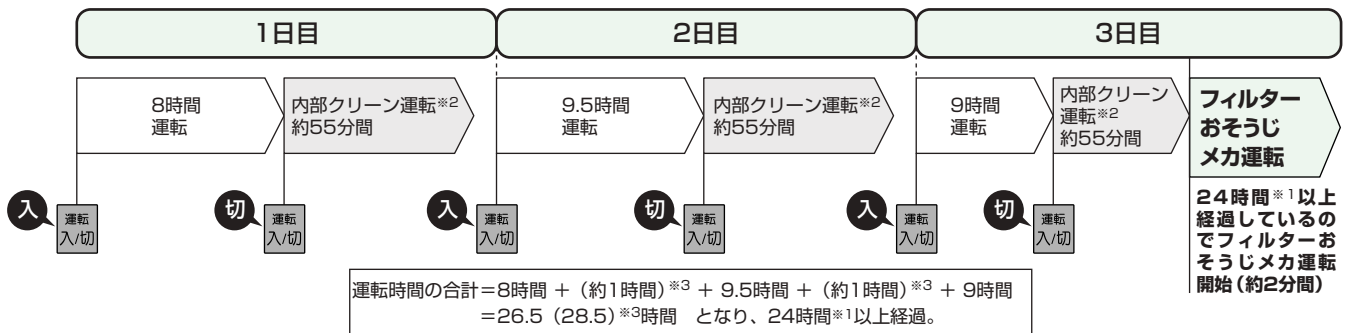 1日目
2日目
3日目
8時間
運転
内部クリーン運転※2
約55分間
9.5時間
運転
内部クリーン運転※2
約55分間
9時間
運転
内部クリーン
運転※2
約55分間
フィルター
おそうじ
メカ運転
入
運転
入/切
切
運転
入/切
入
運転
入/切
切
運転
入/切
入
運転
入/切
切
運転
入/切
24時間※1以上
経過しているの
でフィルターお
そうじメカ運転
開始(約2分間)
運転時間の合計=8時間 + (約1時間)※3 + 9.5時間 + (約1時間)※3 + 9時間
=26.5 (28.5)※3時間 となり、24時間※1以上経過。